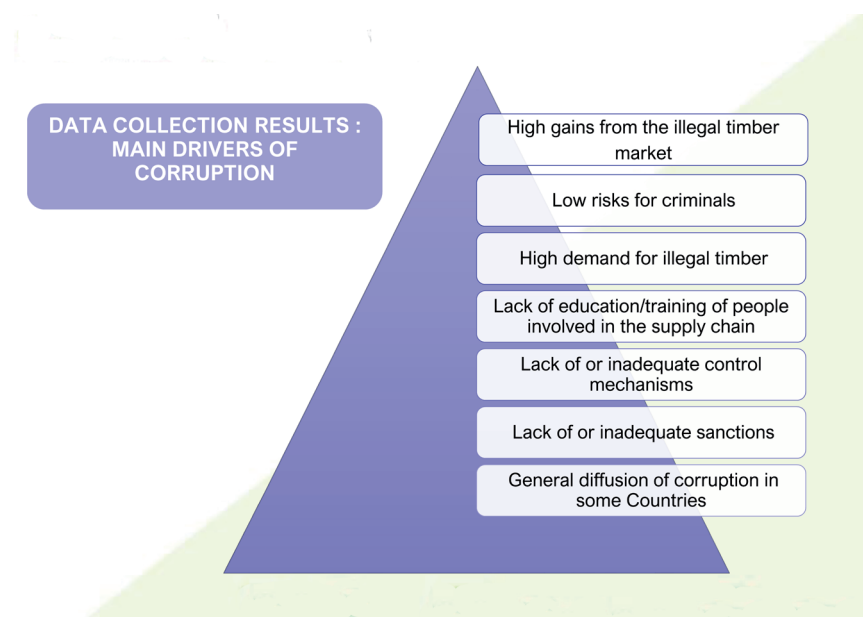 DATA COLLECTION RESULTS :
MAIN DRIVERS OF
CORRUPTION
High gains from the illegal timber
market
Low risks for criminals
High demand for illegal timber
Lack of education/training of people
involved in the supply chain
Lack of or inadequate control
mechanisms
Lack of or inadequate sanctions
General diffusion of corruption in
some Countries